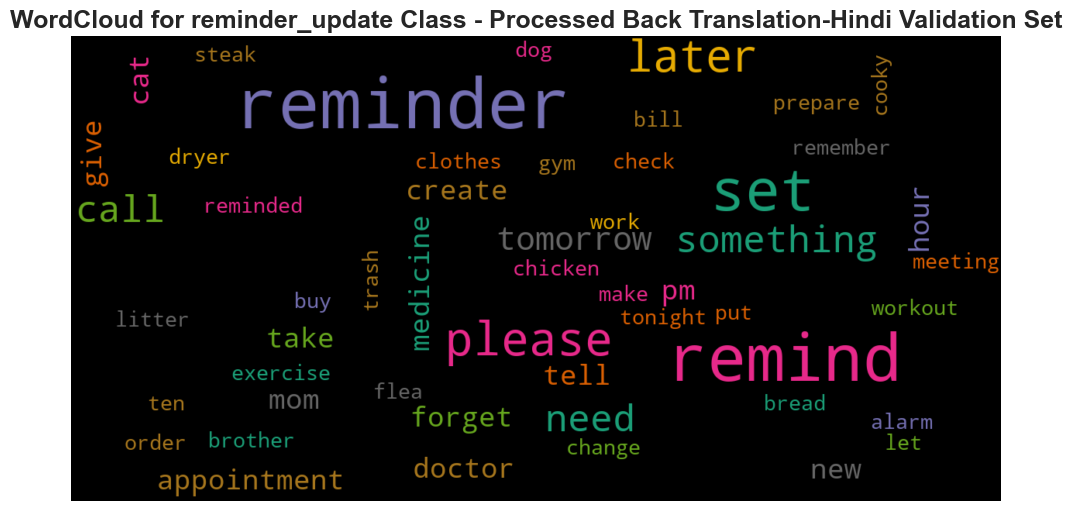 WordCloud for reminder_update Class - Processed Back Translation-Hindi Validation Set
steak
dog
later
cat
cooky
reminder
prepare
bill
give
dryer
clothes
gym
check
remember
create
set
call
reminded
hour
work
tomorrow
something
medicine
trash
chicken
meeting
make
pm
buy
litter
tonight
put
workout
take
please
remind
exercise
tell
flea
mom
ten
forget
need
bread
alarm
order
brother
change
let
appointment
doctor
new